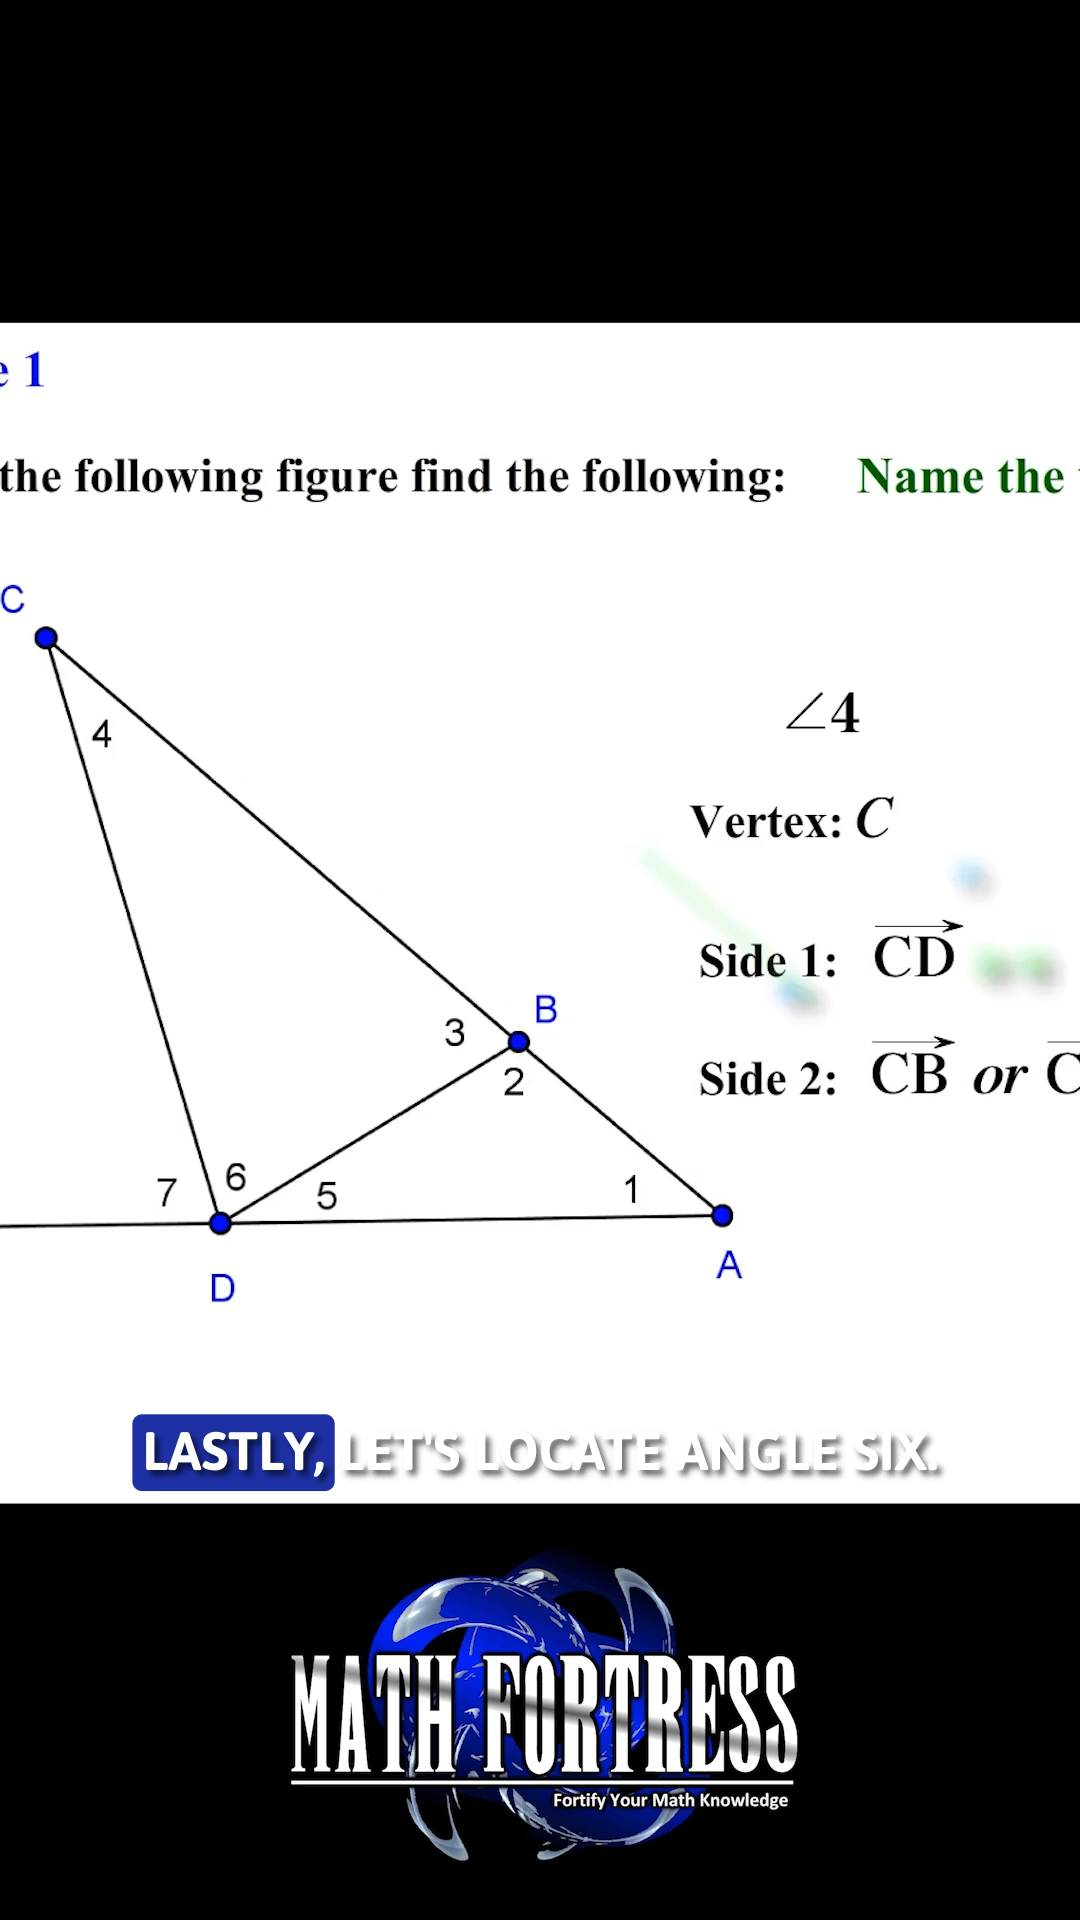 e 1
the following figure find the following: Name the
C
4
∠4
Vertex: C
Side 1: CD
B
3
2
Side 2: CB or C
7 6 5 1
D
A
LASTLY, LET'S LOCATE ANGLE SIX.
MATH FORTRESS
Fortify Your Math Knowledge